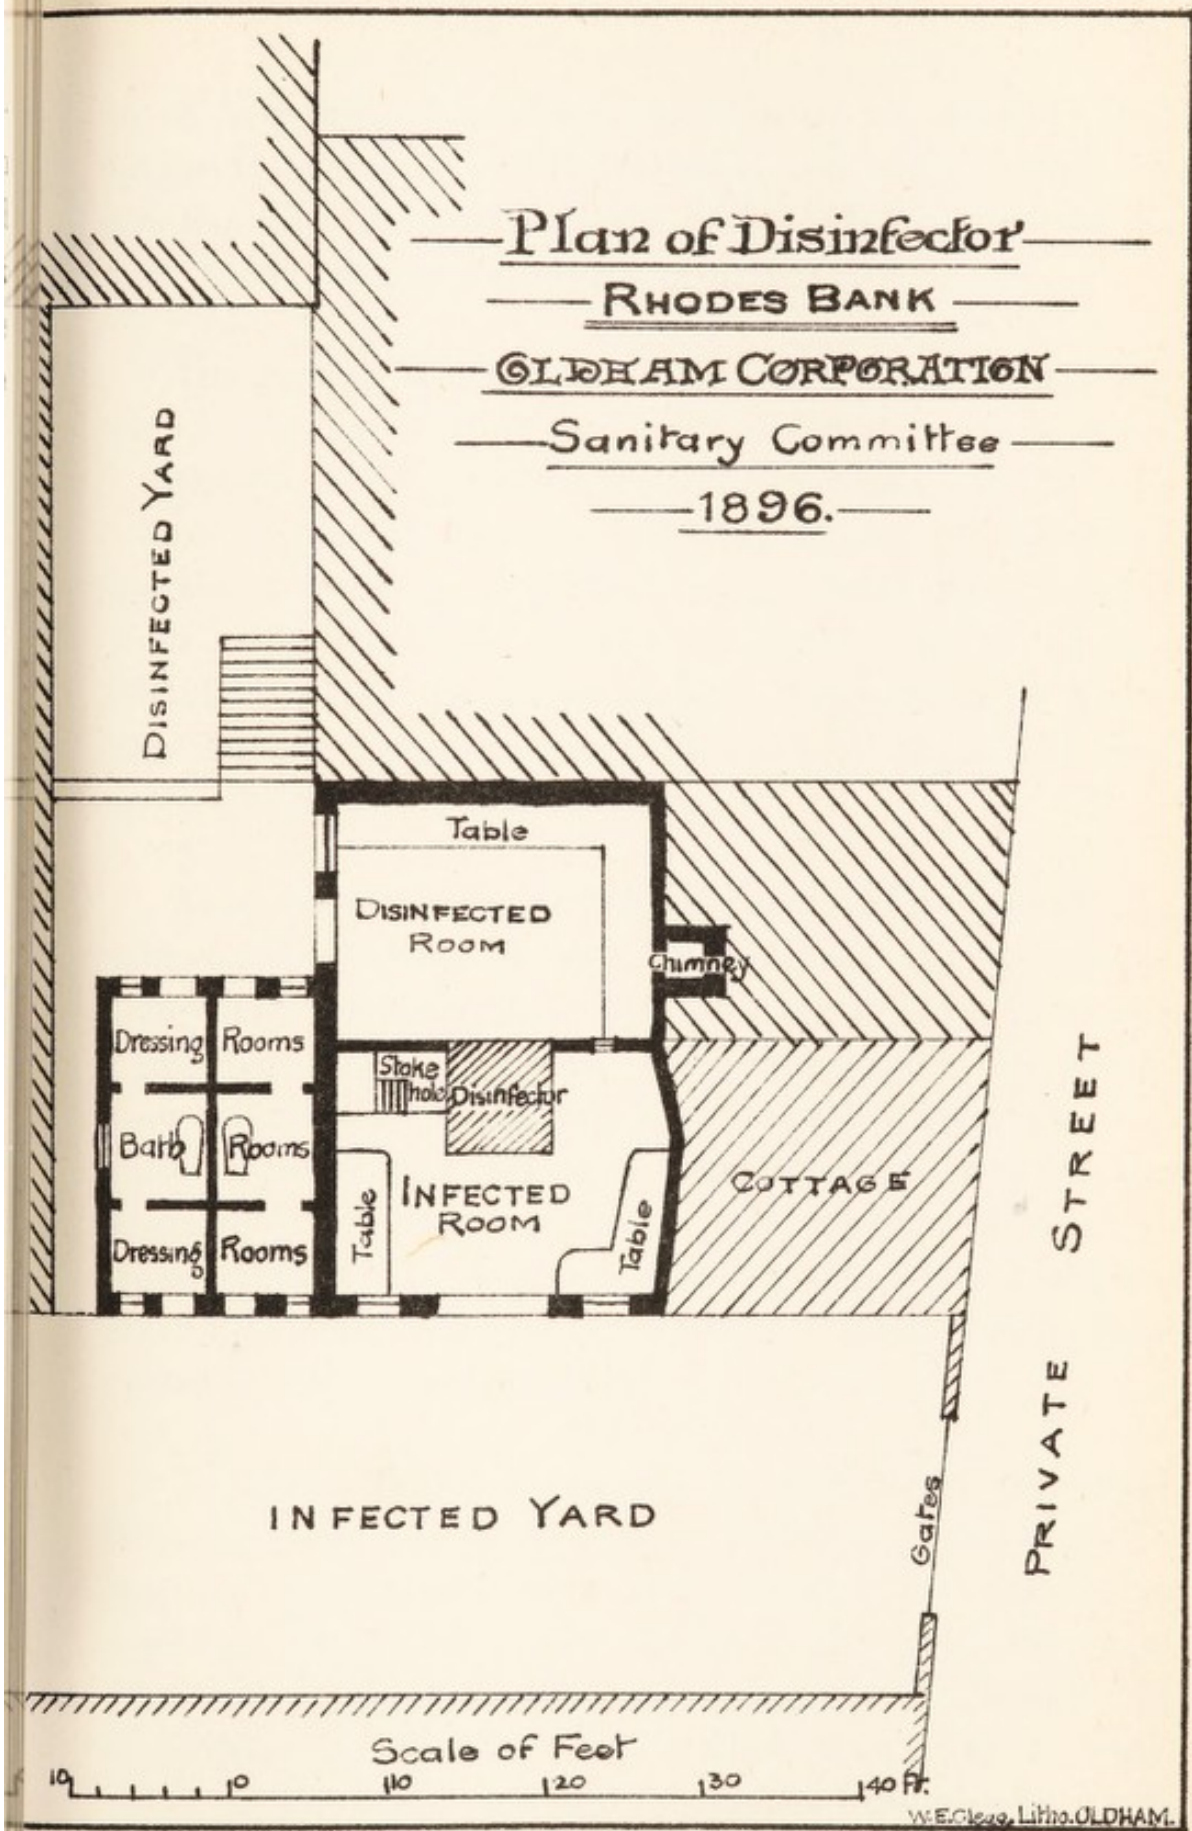 Plan of Disinfector
RHODES BANK
OLDHAM CORPORATION
Sanitary Committee
1896.
DISINFECTED YARD
Table
DISINFECTED
ROOM
Chimney
Dressing Rooms
Stoke
hole
Disinfector
Bath Rooms
Dressing Rooms
Table
INFECTED
ROOM
Table
COTTAGE
PRIVATE STREET
INFECTED YARD
Gates
Scale of Feet
10 0 10 20 30 40 Ft.
W.E.Clegg, Litho. OLDHAM.